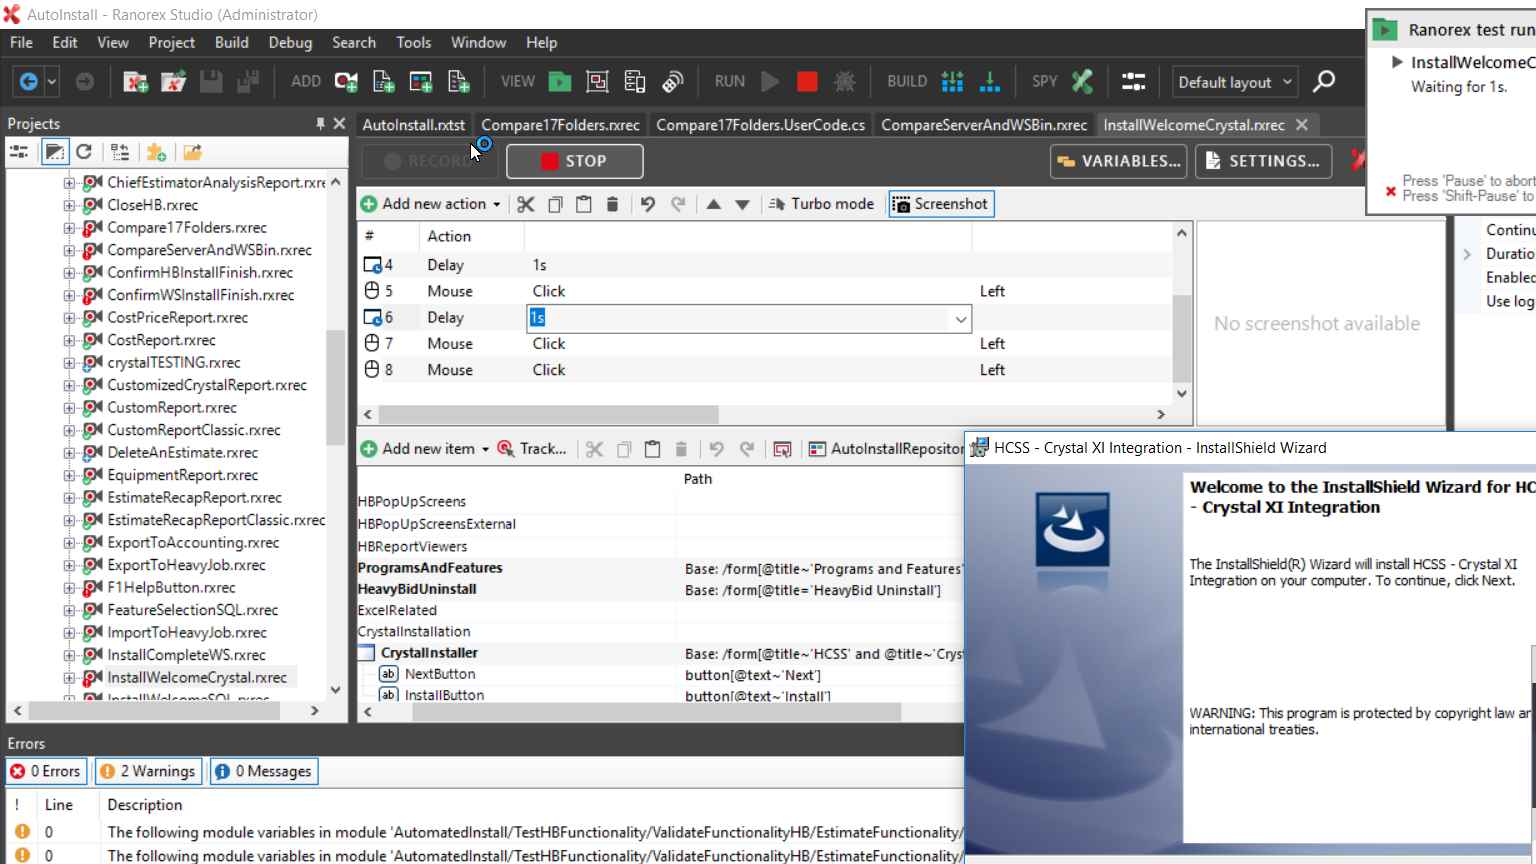 AutoInstall - Ranorex Studio (Administrator)
File Edit View Project Build Debug Search Tools Window Help
ADD VIEW RUN BUILD SPY Default layout
Ranorex test run
InstallWelcomeC
Waiting for 1s.
Press 'Pause' to abort
Press 'Shift-Pause' to
Projects
AutoInstall.rxtst Compare17Folders.rxrec Compare17Folders.UserCode.cs CompareServerAndWSBin.rxrec InstallWelcomeCrystal.rxrec
RECORD STOP VARIABLES... SETTINGS...
Add new action Turbo mode Screenshot
# Action
4 Delay 1s
5 Mouse Click Left
6 Delay 1s
7 Mouse Click Left
8 Mouse Click Left
No screenshot available
Continu
Duratio
Enabled
Use log
ChiefEstimatorAnalysisReport.rxre
CloseHB.rxrec
Compare17Folders.rxrec
CompareServerAndWSBin.rxrec
ConfirmHBInstallFinish.rxrec
ConfirmWSInstallFinish.rxrec
CostPriceReport.rxrec
CostReport.rxrec
crystalTESTING.rxrec
CustomizedCrystalReport.rxrec
CustomReport.rxrec
CustomReportClassic.rxrec
DeleteAnEstimate.rxrec
EquipmentReport.rxrec
EstimateRecapReport.rxrec
EstimateRecapReportClassic.rxrec
ExportToAccounting.rxrec
ExportToHeavyJob.rxrec
F1HelpButton.rxrec
FeatureSelectionSQL.rxrec
ImportToHeavyJob.rxrec
InstallCompleteWS.rxrec
InstallWelcomeCrystal.rxrec
InstallWelcomeSQL.rxrec
Add new item Track... AutoInstallRepositor
Path
HBPopUpScreens
HBPopUpScreensExternal
HBReportViewers
ProgramsAndFeatures Base: /form[@title~'Programs and Features'
HeavyBidUninstall Base: /form[@title='HeavyBid Uninstall']
ExcelRelated
CrystalInstallation
CrystalInstaller Base: /form[@title~'HCSS' and @title~'Crys
NextButton button[@text~'Next']
InstallButton button[@text~'Install']
HCSS - Crystal XI Integration - InstallShield Wizard
Welcome to the InstallShield Wizard for HC
- Crystal XI Integration
The InstallShield(R) Wizard will install HCSS - Crystal XI
Integration on your computer. To continue, click Next.
WARNING: This program is protected by copyright law an
international treaties.
Errors
0 Errors 2 Warnings 0 Messages
! Line Description
0 The following module variables in module 'AutomatedInstall/TestHBFunctionality/ValidateFunctionalityHB/EstimateFunctionality/
0 The following module variables in module 'AutomatedInstall/TestHBFunctionality/ValidateFunctionalityHB/EstimateFunctionality/